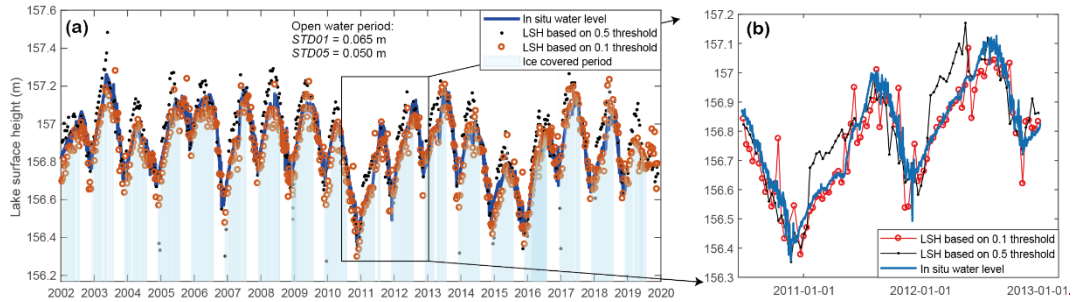 (a)
Open water period:
STD01 = 0.065 m
STD05 = 0.050 m
In situ water level
LSH based on 0.5 threshold
LSH based on 0.1 threshold
Ice covered period
Lake surface height (m)
157.6
157.4
157.2
157
156.8
156.6
156.4
156.2
2002 2003 2004 2005 2006 2007 2008 2009 2010 2011 2012 2013 2014 2015 2016 2017 2018 2019 2020
(b)
157.2
157.1
157.0
156.9
156.8
156.7
156.6
156.5
156.4
156.3
LSH based on 0.1 threshold
LSH based on 0.5 threshold
In situ water level
2011-01-01 2012-01-01 2013-01-01.